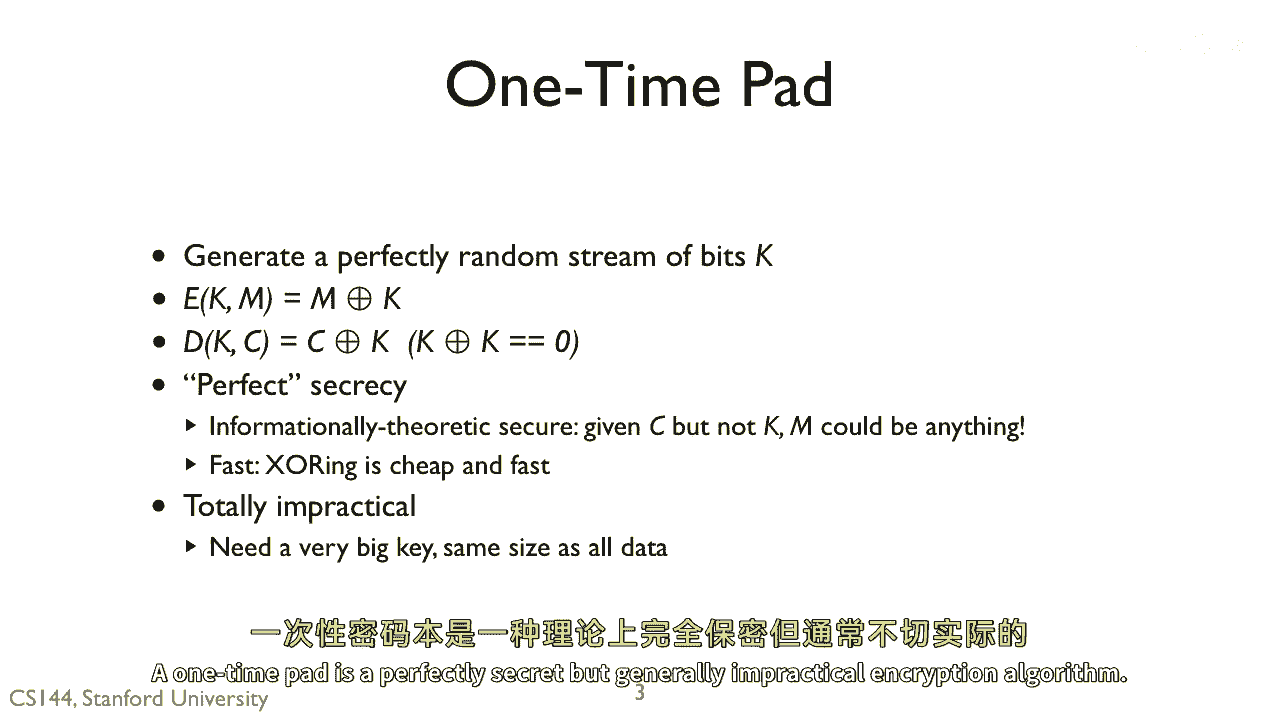 One-Time Pad
• Generate a perfectly random stream of bits K
• E(K, M) = M ⊕ K
• D(K, C) = C ⊕ K (K ⊕ K == 0)
• “Perfect” secrecy
▸ Informationally-theoretic secure: given C but not K, M could be anything!
▸ Fast: XORing is cheap and fast
• Totally impractical
▸ Need a very big key, same size as all data
一次性密码本是一种理论上完全保密但通常不切实际的
A one-time pad is a perfectly secret but generally impractical encryption algorithm.
CS144, Stanford University
3